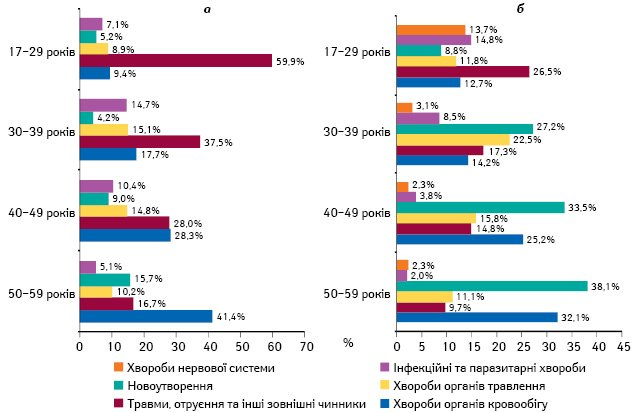 а
17–29 років
7,1%
5,2%
8,9%
59,9%
9,4%
30–39 років
14,7%
4,2%
15,1%
37,5%
17,7%
40–49 років
10,4%
9,0%
14,8%
28,0%
28,3%
50–59 років
5,1%
15,7%
10,2%
16,7%
41,4%
0 10 20 30 40 50 60 70
%
б
17–29 років
13,7%
14,8%
8,8%
11,8%
26,5%
12,7%
30–39 років
3,1%
8,5%
27,2%
22,5%
17,3%
14,2%
40–49 років
2,3%
3,8%
33,5%
15,8%
14,8%
25,2%
50–59 років
2,3%
2,0%
38,1%
11,1%
9,7%
32,1%
0 5 10 15 20 25 30 35 40 45
Хвороби нервової системи
Інфекційні та паразитарні хвороби
Новоутворення
Хвороби органів травлення
Травми, отруєння та інші зовнішні чинники
Хвороби органів кровообігу